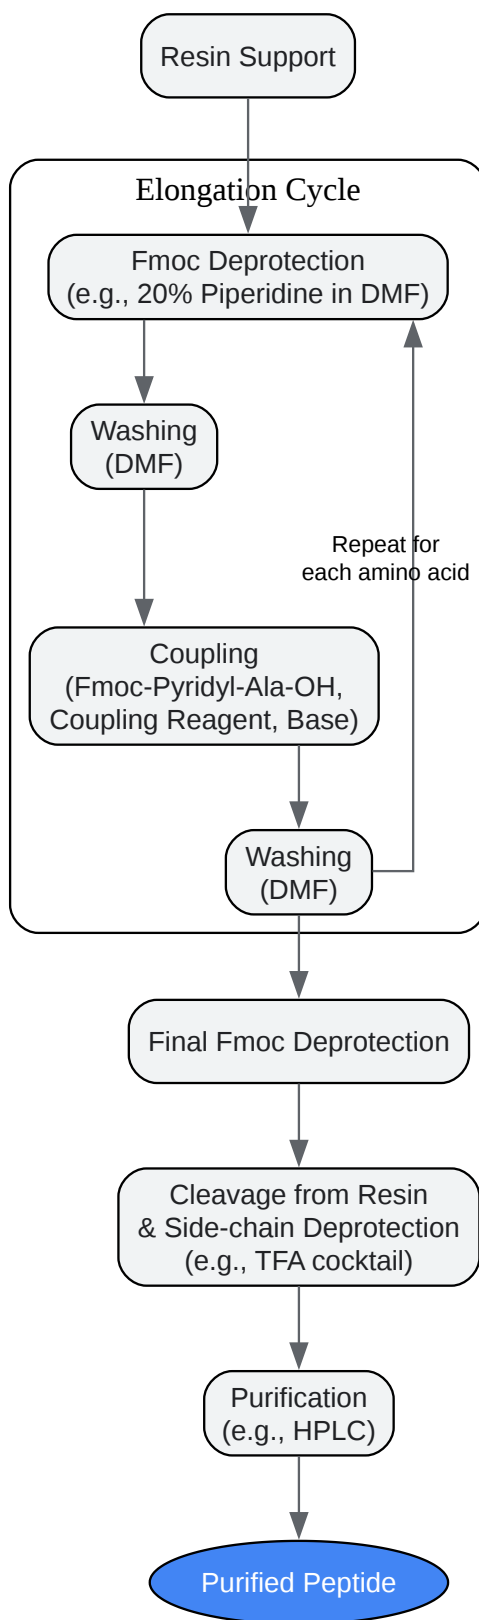 Resin Support
Elongation Cycle
Fmoc Deprotection
(e.g., 20% Piperidine in DMF)
Washing
(DMF)
Repeat for
each amino acid
Coupling
(Fmoc-Pyridyl-Ala-OH,
Coupling Reagent, Base)
Washing
(DMF)
Final Fmoc Deprotection
Cleavage from Resin
& Side-chain Deprotection
(e.g., TFA cocktail)
Purification
(e.g., HPLC)
Purified Peptide